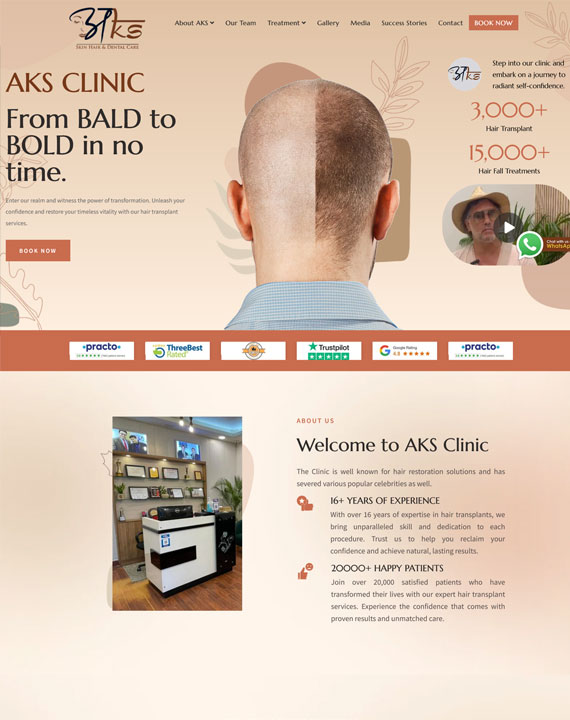 SKIN HAIR & DENTAL CARE
About AKS
Our Team
Treatment
Gallery
Media
Success Stories
Contact
BOOK NOW
AKS CLINIC
From BALD to
BOLD in no
time.
Enter our realm and witness the power of transformation. Unleash your
confidence and restore your timeless vitality with our hair transplant
services.
BOOK NOW
Step into our clinic and
embark on a journey to
radiant self-confidence.
3,000+
Hair Transplant
15,000+
Hair Fall Treatments
Chat with us
WhatsAp
practo
ThreeBest
Rated
Trustpilot
Google Rating
4.8
practo
ABOUT US
Welcome to AKS Clinic
The Clinic is well known for hair restoration solutions and has
severed various popular celebrities as well.
16+ YEARS OF EXPERIENCE
With over 16 years of expertise in hair transplants, we
bring unparalleled skill and dedication to each
procedure. Trust us to help you reclaim your
confidence and achieve natural, lasting results.
20000+ HAPPY PATIENTS
Join over 20,000 satisfied patients who have
transformed their lives with our expert hair transplant
services. Experience the confidence that comes with
proven results and unmatched care.